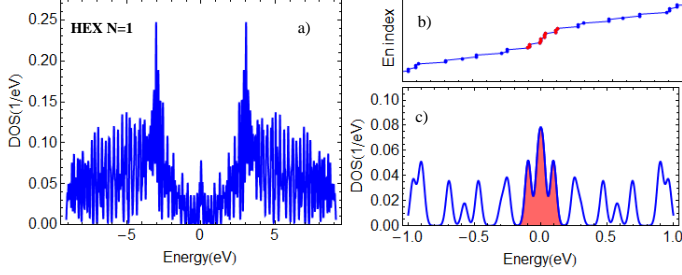 HEX N=1
a)
DOS(1/eV)
0.25
0.20
0.15
0.10
0.05
0.00
−5
0
5
Energy(eV)
b)
En index
c)
DOS(1/eV)
0.10
0.08
0.06
0.04
0.02
0.00
−1.0
−0.5
0.0
0.5
1.0
Energy(eV)